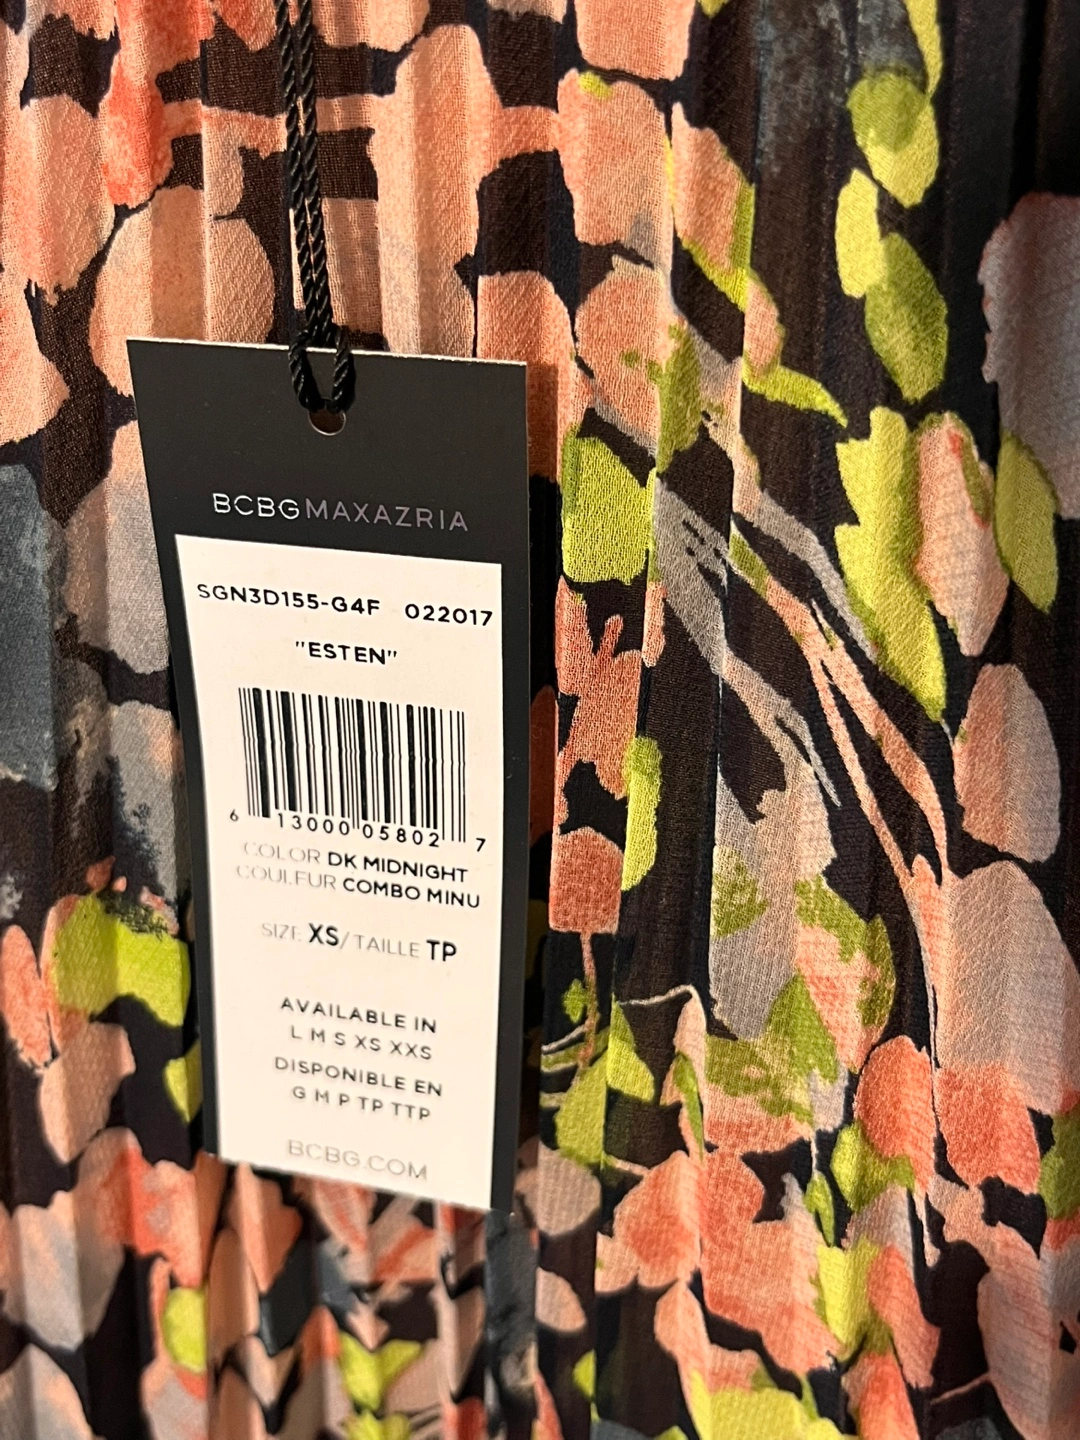 BCBGMAXAZRIA
SGN3D155-G4F 022017
"ESTEN"
6 13000 05802 7
COLOR DK MIDNIGHT
COULEUR COMBO MINU
SIZE XS/TAILLE TP
AVAILABLE IN
L M S XS XXS
DISPONIBLE EN
G M P TP TTP
BCBG.COM